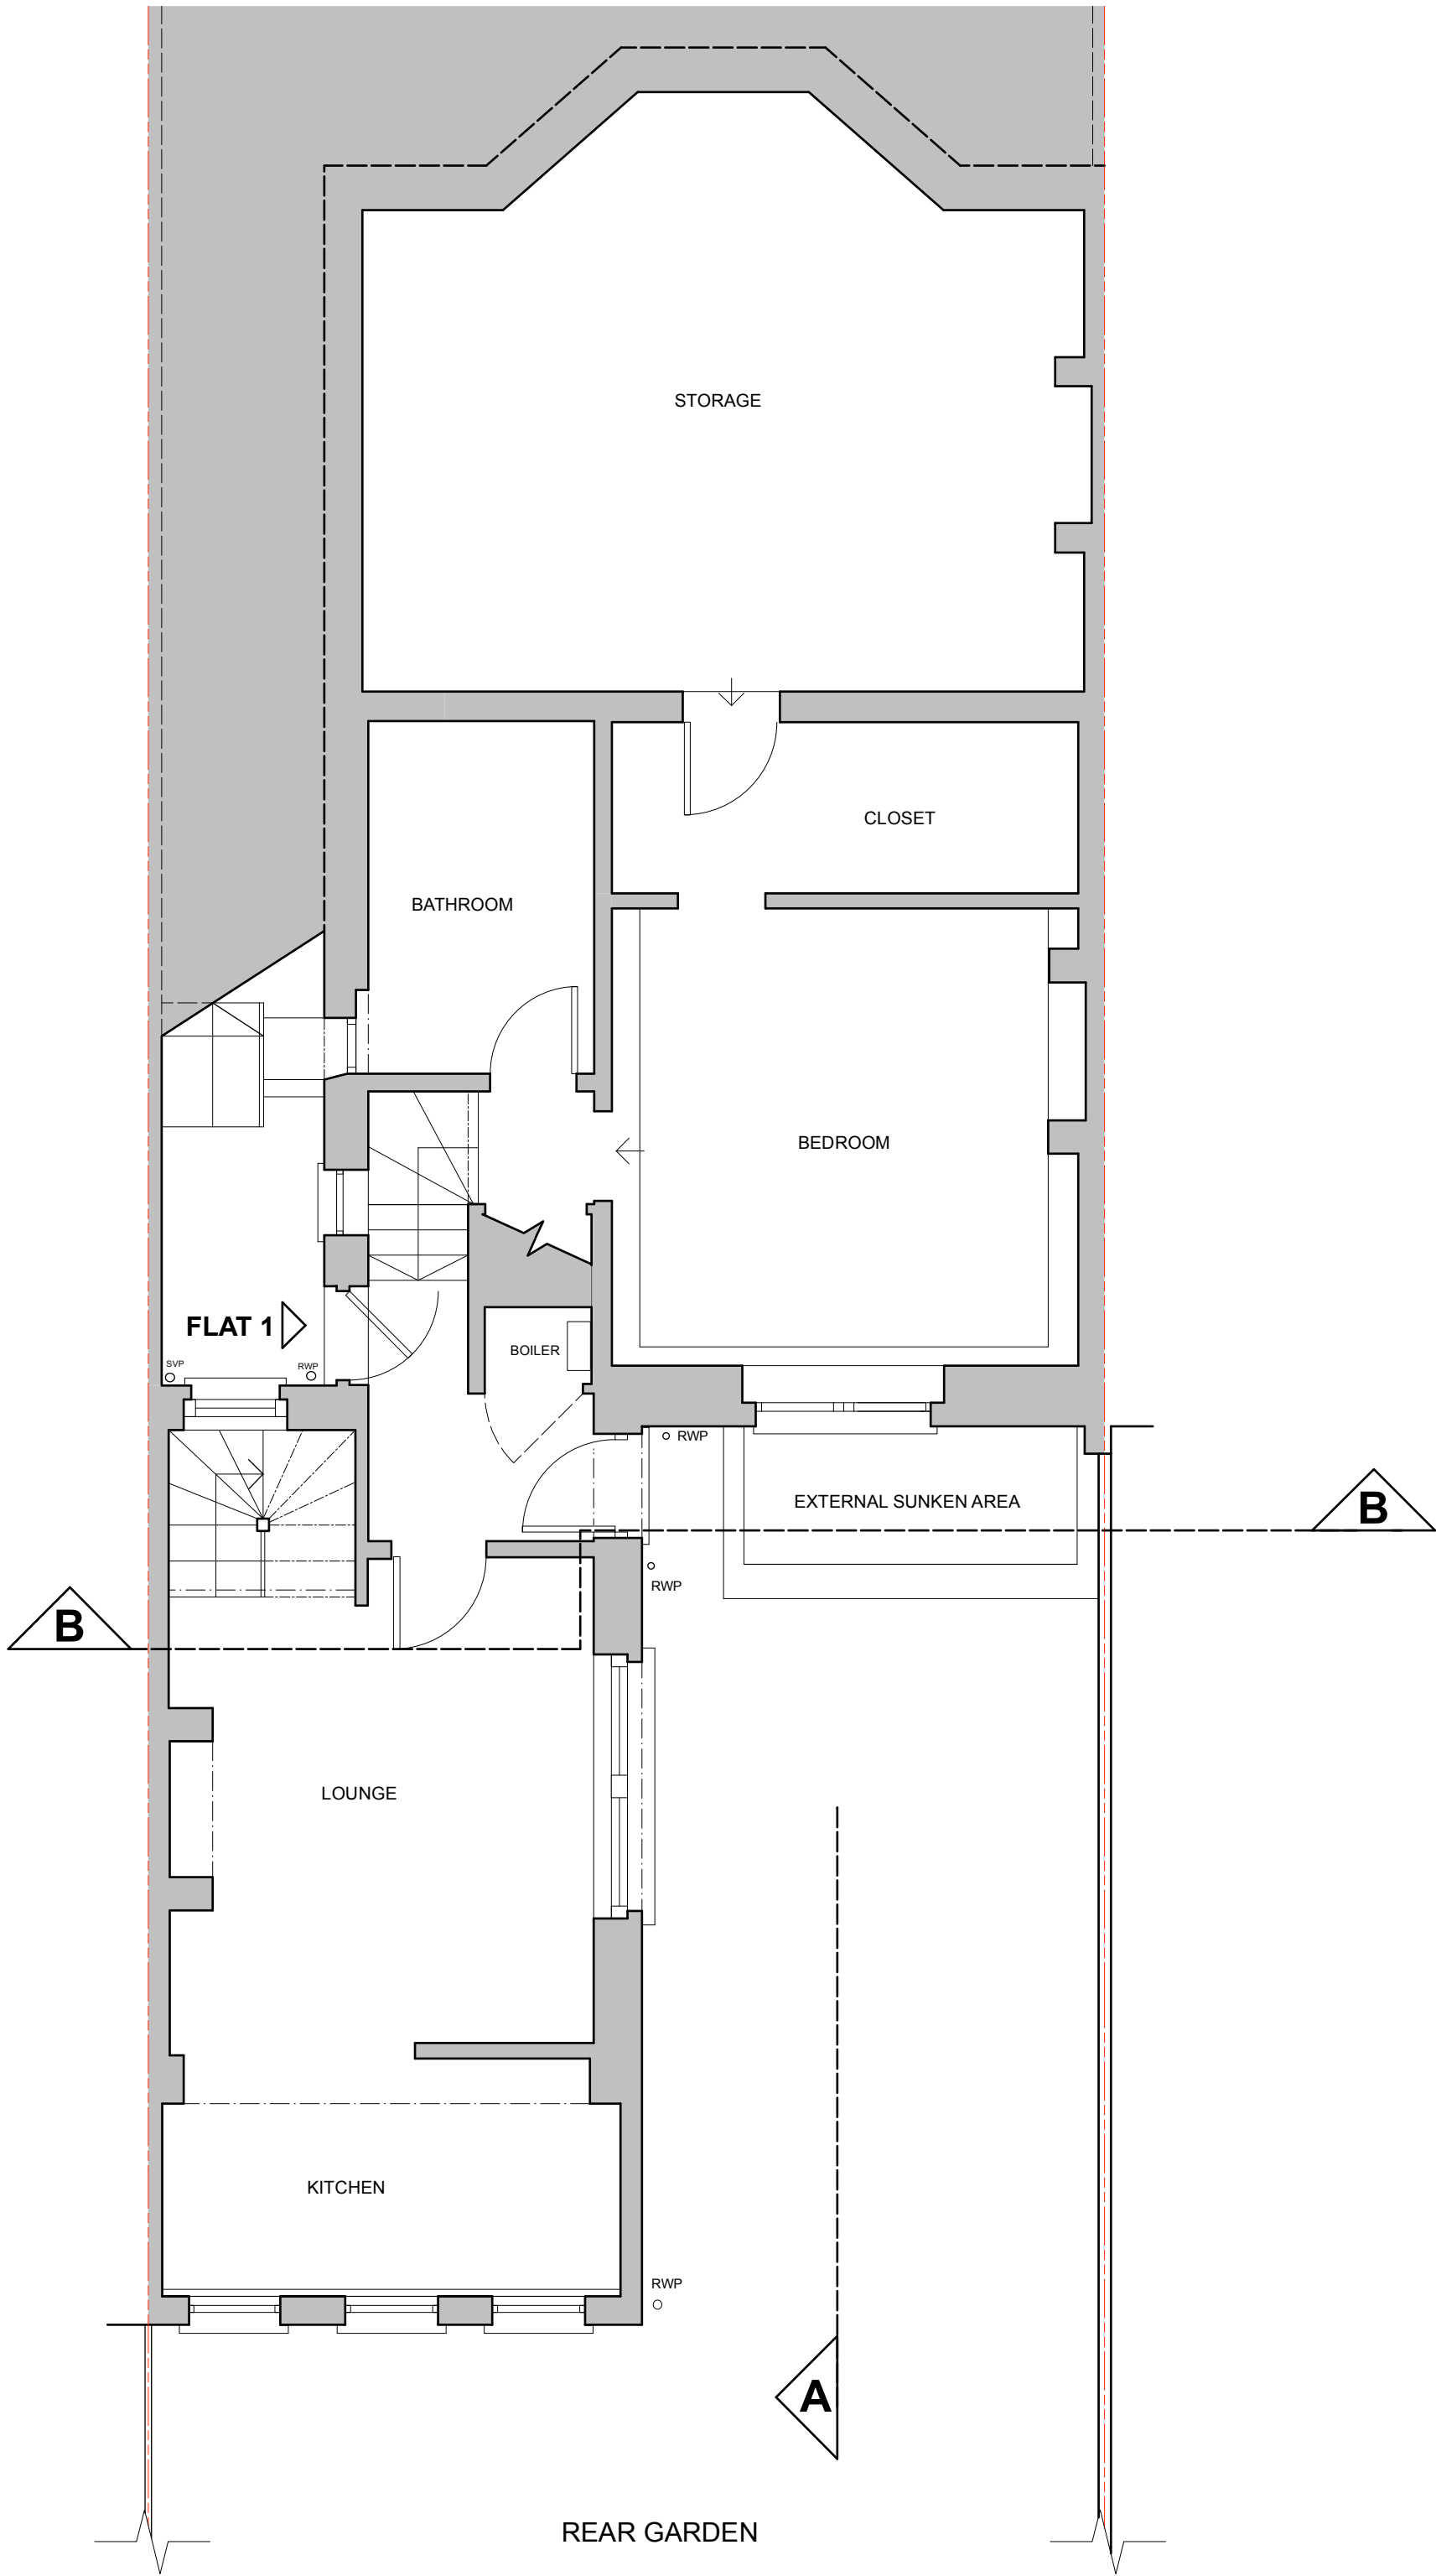 STORAGE
CLOSET
BATHROOM
BEDROOM
FLAT 1
BOILER
SVP
RWP
RWP
EXTERNAL SUNKEN AREA
B
RWP
B
LOUNGE
KITCHEN
RWP
A
REAR GARDEN